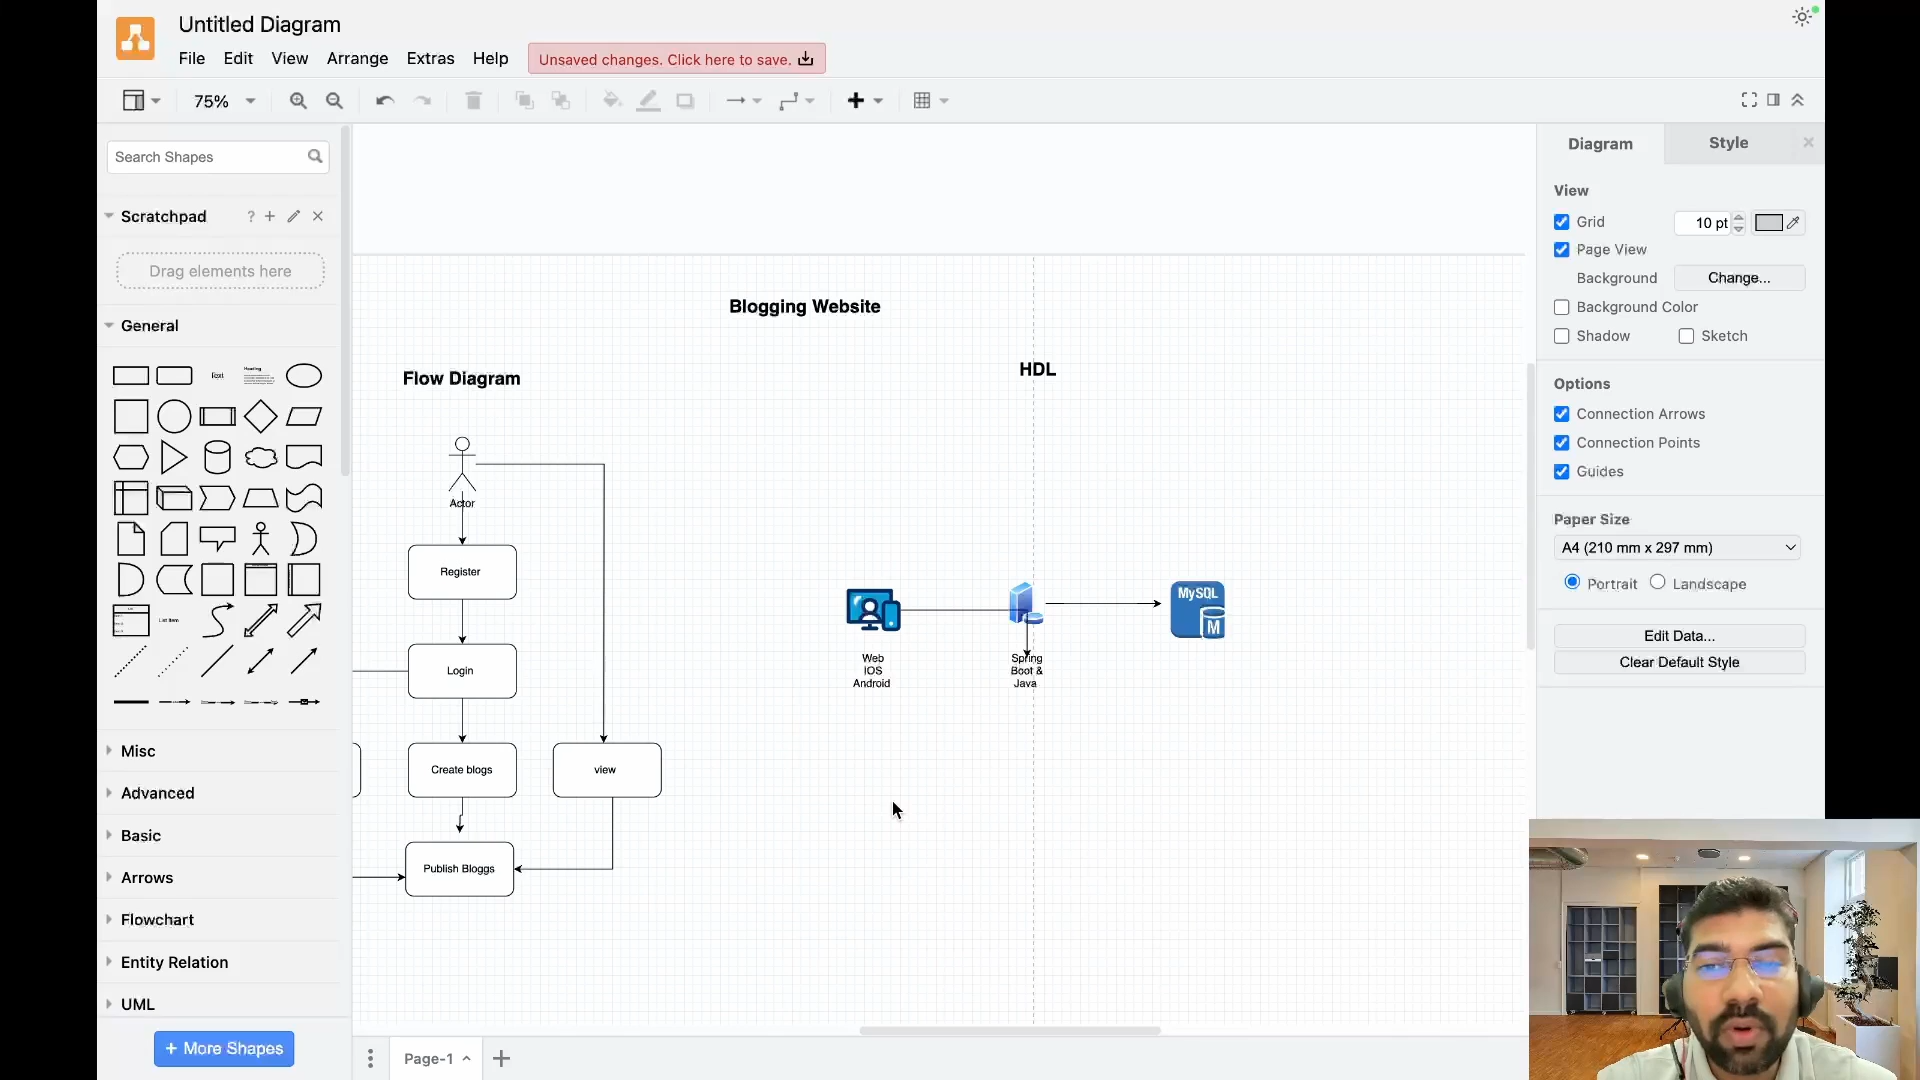 Untitled Diagram
File Edit View Arrange Extras Help
Unsaved changes. Click here to save.
75%
Search Shapes
Scratchpad
?
Drag elements here
General
Text
Heading
List Item
Misc
Advanced
Basic
Arrows
Flowchart
Entity Relation
UML
+ More Shapes
Blogging Website
Flow Diagram
HDL
Actor
Register
Login
Create blogs
view
Publish Bloggs
Web
IOS
Android
Spring
Boot &
Java
MySQL
M
Page-1
Diagram
Style
View
Grid
10 pt
Page View
Background
Change...
Background Color
Shadow
Sketch
Options
Connection Arrows
Connection Points
Guides
Paper Size
A4 (210 mm x 297 mm)
Portrait
Landscape
Edit Data...
Clear Default Style